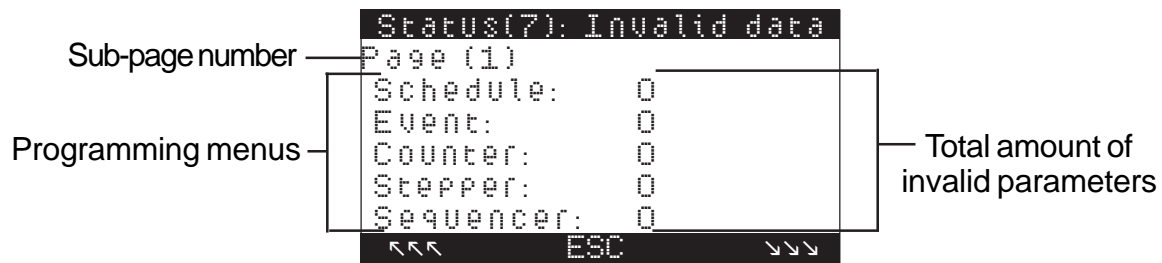 Status(7): Invalid data
Sub-page number
Page (1)
Schedule: 0
Event: 0
Programming menus
Counter: 0
Total amount of
invalid parameters
Stepper: 0
Sequencer: 0
↖↖↖ ESC ↘↘↘